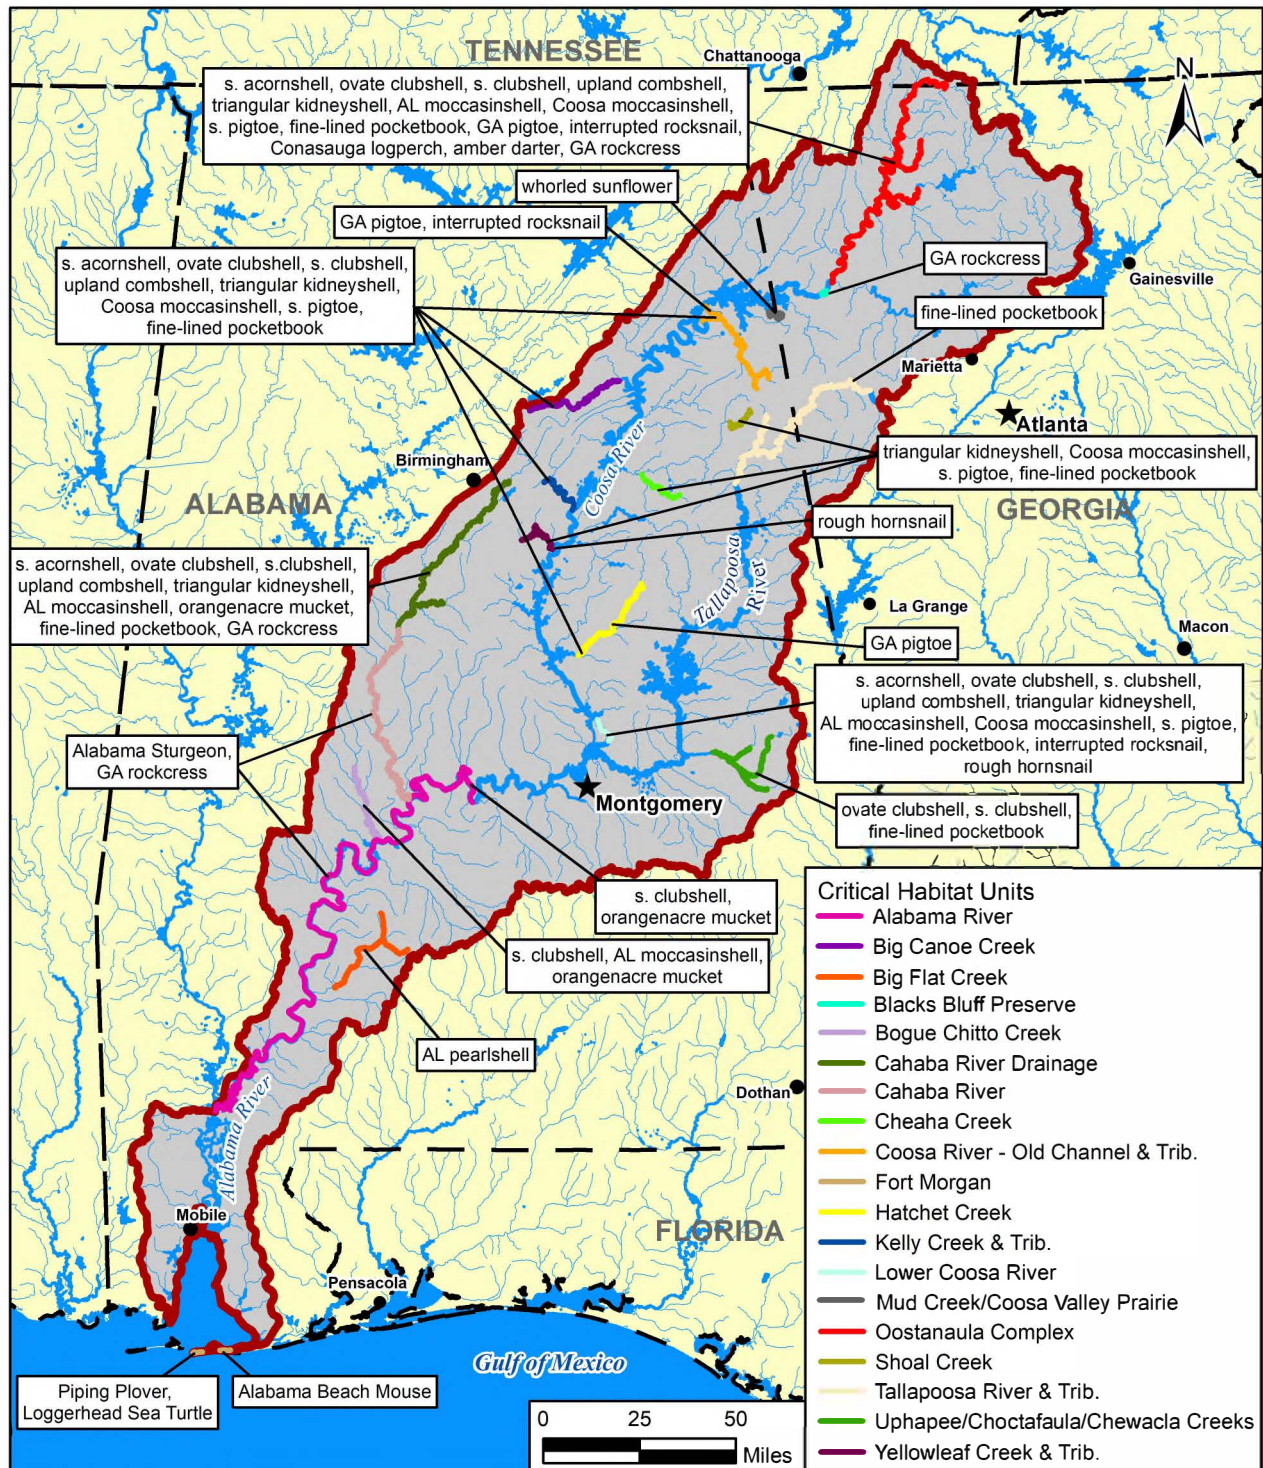 TENNESSEE
Chattanooga
N
s. acornshell, ovate clubshell, s. clubshell, upland combshell,
triangular kidneyshell, AL moccasinshell, Coosa moccasinshell,
s. pigtoe, fine-lined pocketbook, GA pigtoe, interrupted rocksnail,
Conasauga logperch, amber darter, GA rockcress
whorled sunflower
GA pigtoe, interrupted rocksnail
s. acornshell, ovate clubshell, s. clubshell,
upland combshell, triangular kidneyshell,
Coosa moccasinshell, s. pigtoe,
fine-lined pocketbook
GA rockcress
Gainesville
fine-lined pocketbook
Marietta
Atlanta
Birmingham
Coosa River
triangular kidneyshell, Coosa moccasinshell,
s. pigtoe, fine-lined pocketbook
ALABAMA
GEORGIA
rough hornsnail
s. acornshell, ovate clubshell, s.clubshell,
upland combshell, triangular kidneyshell,
AL moccasinshell, orangenacre mucket,
fine-lined pocketbook, GA rockcress
Tallapoosa
River
La Grange
Macon
GA pigtoe
s. acornshell, ovate clubshell, s. clubshell,
upland combshell, triangular kidneyshell,
AL moccasinshell, Coosa moccasinshell, s. pigtoe,
fine-lined pocketbook, interrupted rocksnail,
rough hornsnail
Alabama Sturgeon,
GA rockcress
Montgomery
ovate clubshell, s. clubshell,
fine-lined pocketbook
s. clubshell,
orangenacre mucket
s. clubshell, AL moccasinshell,
orangenacre mucket
AL pearlshell
Dothan
Alabama River
Mobile
FLORIDA
Pensacola
Gulf of Mexico
Piping Plover,
Loggerhead Sea Turtle
Alabama Beach Mouse
0 25 50
Miles
Critical Habitat Units
Alabama River
Big Canoe Creek
Big Flat Creek
Blacks Bluff Preserve
Bogue Chitto Creek
Cahaba River Drainage
Cahaba River
Cheaha Creek
Coosa River - Old Channel & Trib.
Fort Morgan
Hatchet Creek
Kelly Creek & Trib.
Lower Coosa River
Mud Creek/Coosa Valley Prairie
Oostanaula Complex
Shoal Creek
Tallapoosa River & Trib.
Uphapee/Choctafaula/Chewacla Creeks
Yellowleaf Creek & Trib.